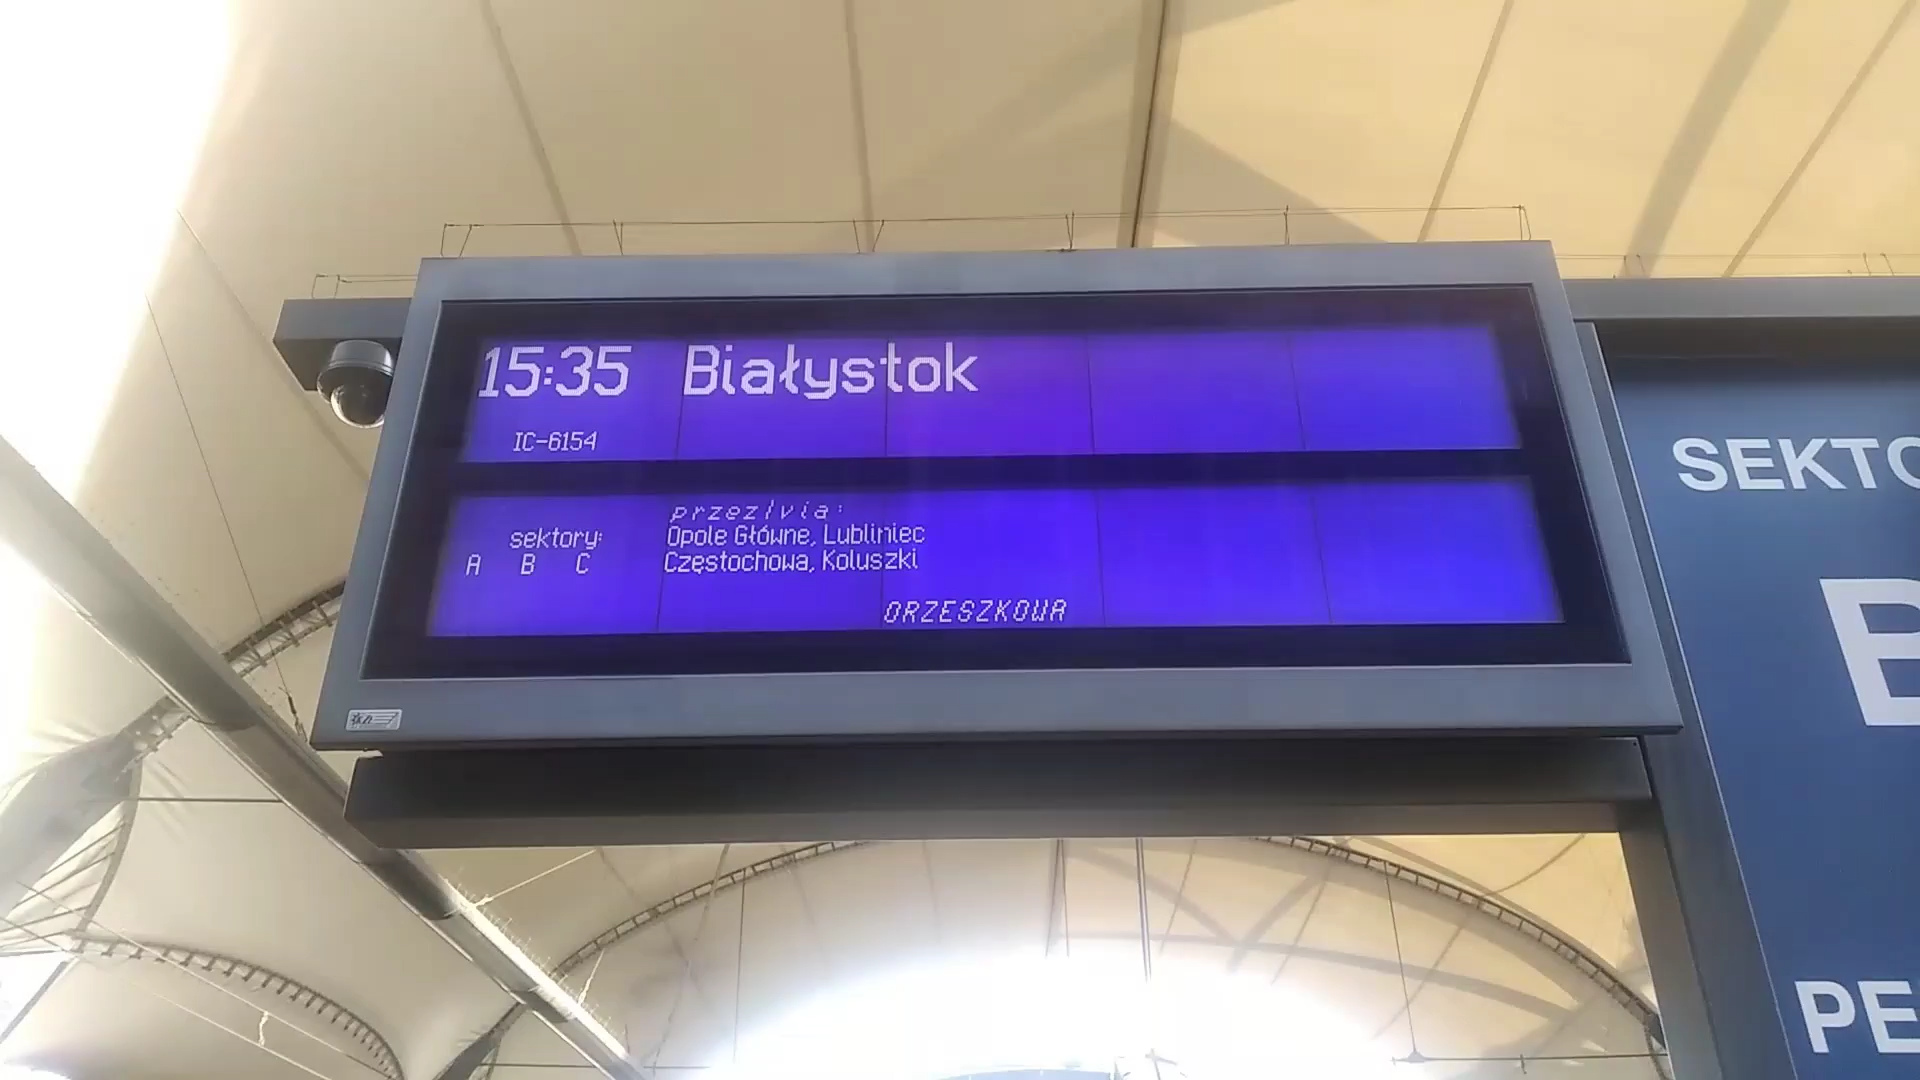 15:35 Białystok
IC-6154
przez/via:
sektory: Opole Główne, Lubliniec
A B C Częstochowa, Koluszki
ORZESZKOWA
SEKTO
B
PE